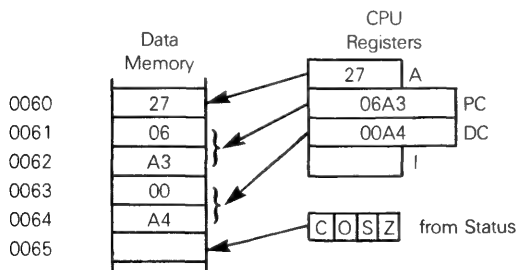 Data
Memory
CPU
Registers
27 A
0060 27 06A3 PC
0061 06 00A4 DC
0062 A3 I
0063 00
0064 A4
0065 C O S Z from Status